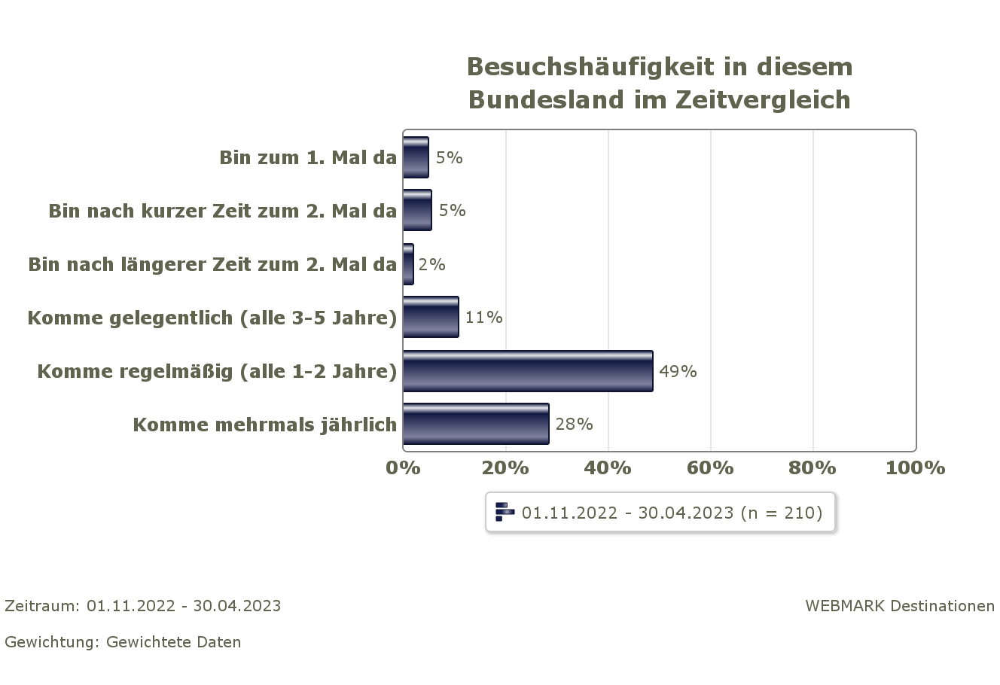 Besuchshäufigkeit in diesem
Bundesland im Zeitvergleich
Bin zum 1. Mal da 5%
Bin nach kurzer Zeit zum 2. Mal da 5%
Bin nach längerer Zeit zum 2. Mal da 2%
Komme gelegentlich (alle 3-5 Jahre) 11%
Komme regelmäßig (alle 1-2 Jahre) 49%
Komme mehrmals jährlich 28%
0% 20% 40% 60% 80% 100%
01.11.2022 - 30.04.2023 (n = 210)
Zeitraum: 01.11.2022 - 30.04.2023 WEBMARK Destinationen
Gewichtung: Gewichtete Daten